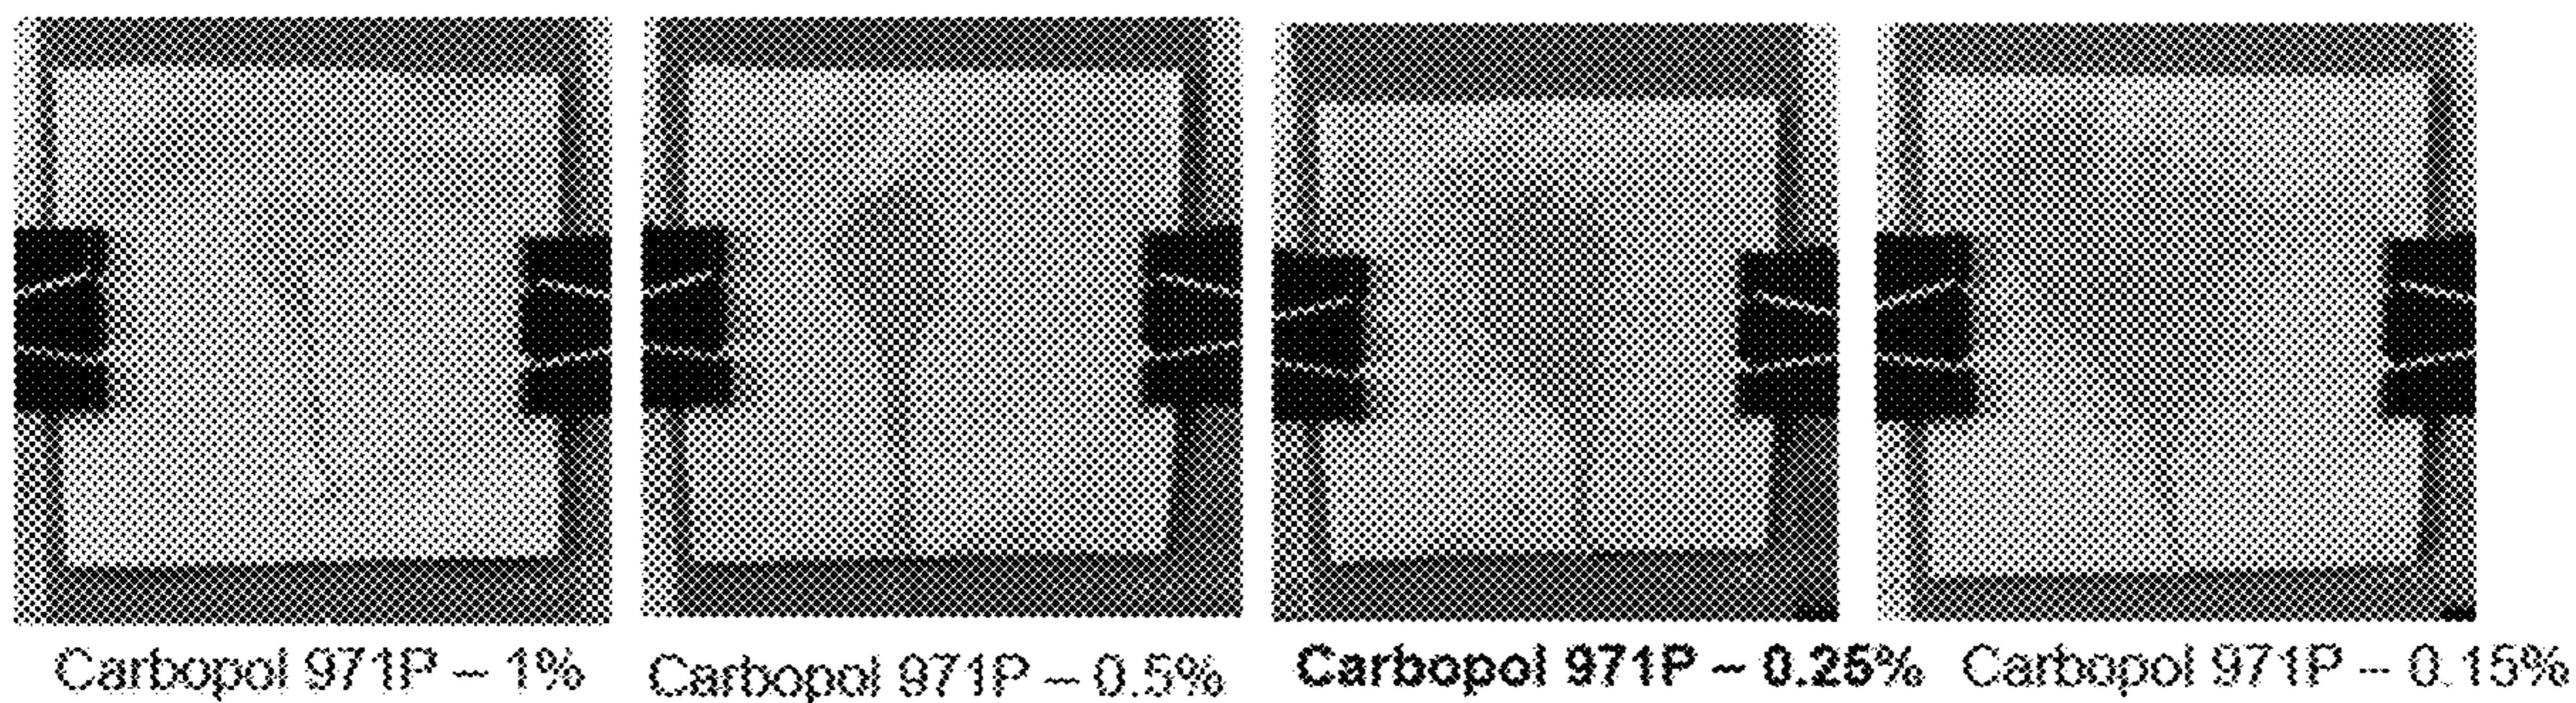 Carbopol 971P – 1%
Carbopol 971P – 0.5%
Carbopol 971P – 0.25%
Carbopol 971P – 0.15%